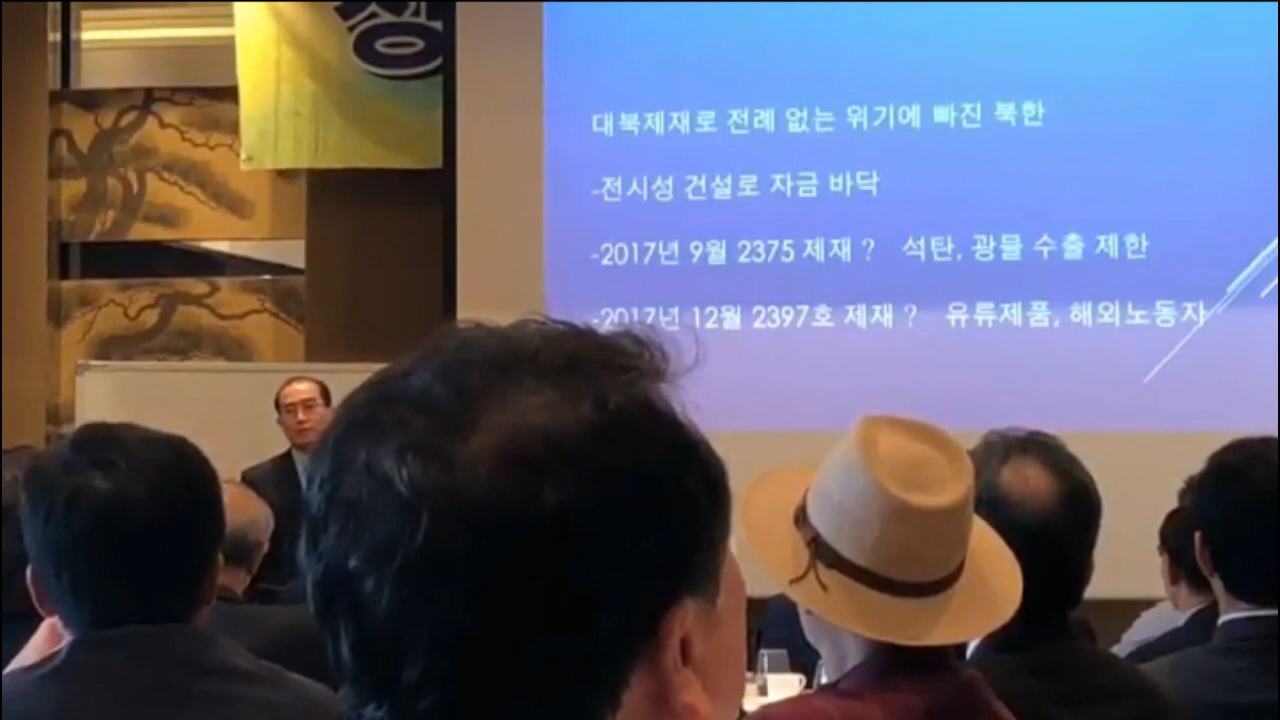 정
대북제재로 전례 없는 위기에 빠진 북한
-전시성 건설로 자금 바닥
-2017년 9월 2375 제재 ? 석탄, 광물 수출 제한
-2017년 12월 2397호 제재 ? 유류제품, 해외노동자